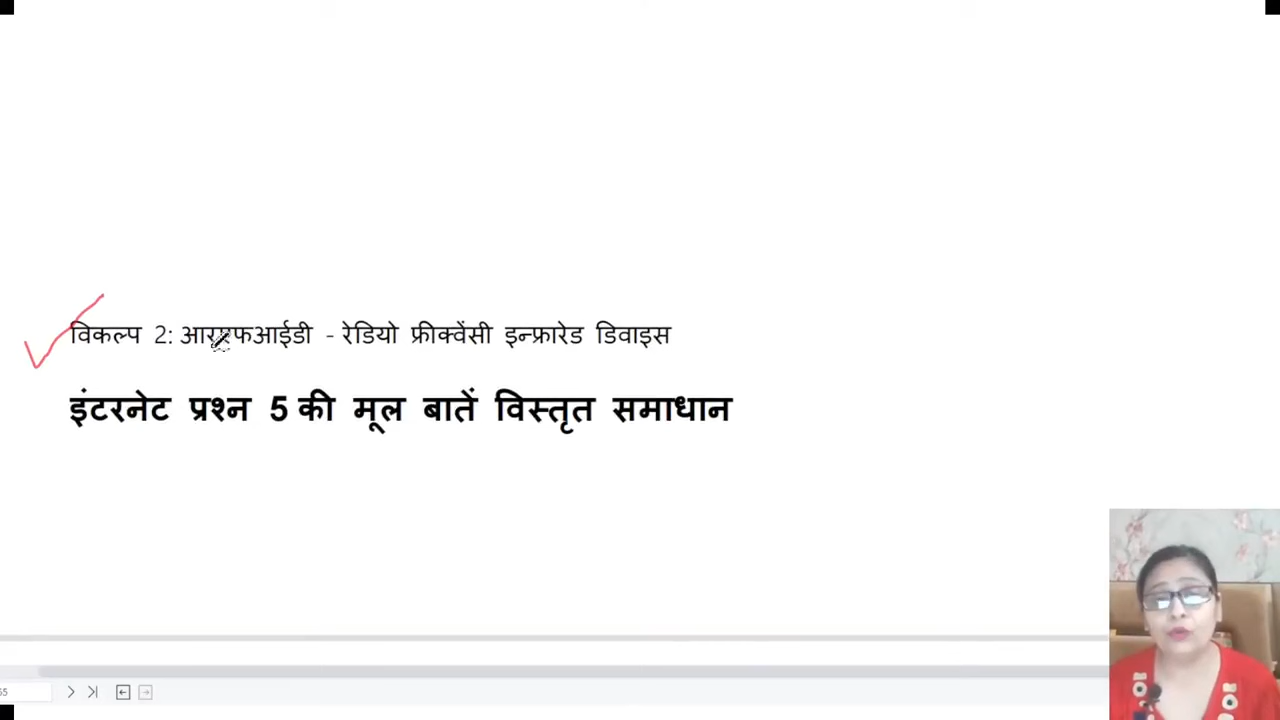 विकल्प 2: आरएफआईडी - रेडियो फ्रीक्वेंसी इन्फ्रारेड डिवाइस
इंटरनेट प्रश्न 5 की मूल बातें विस्तृत समाधान